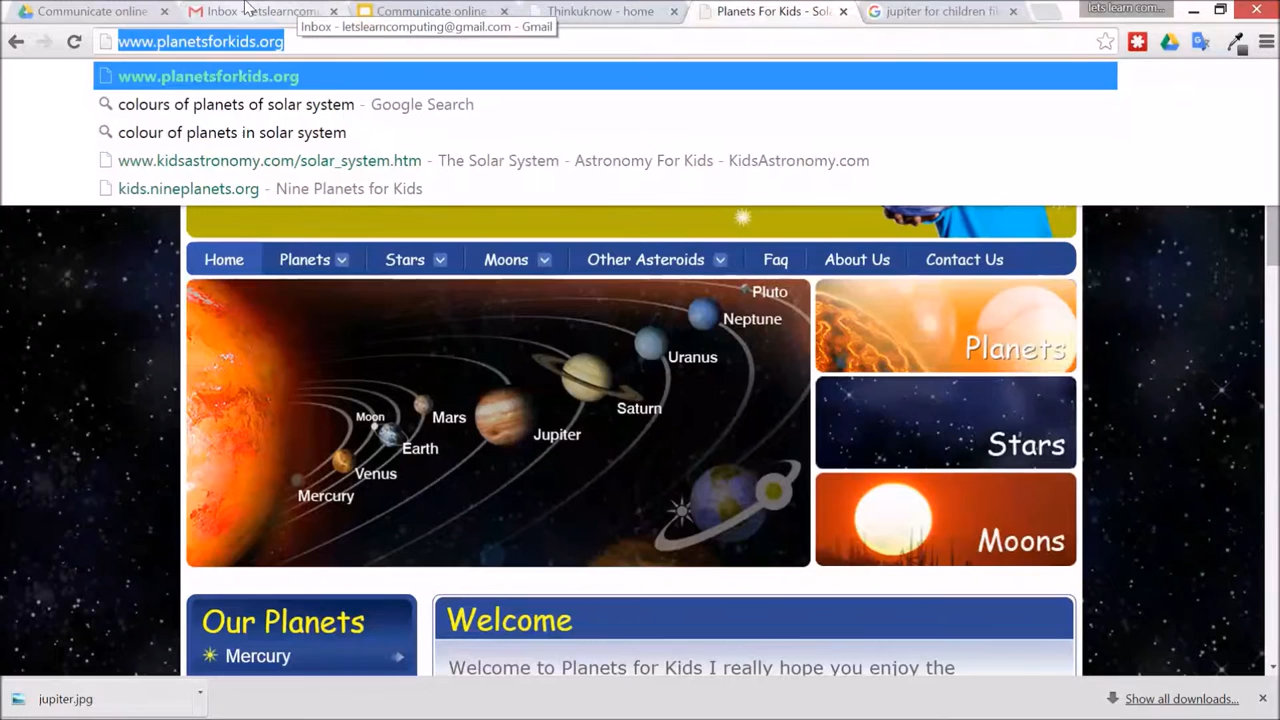 Communicate online
Inbox - letslearncom
Communicate online
Thinkuknow - home
Planets For Kids - Sol
jupiter for children fil
lets learn com...
Inbox - letslearncomputing@gmail.com - Gmail
www.planetsforkids.org
www.planetsforkids.org
colours of planets of solar system - Google Search
colour of planets in solar system
www.kidsastronomy.com/solar_system.htm - The Solar System - Astronomy For Kids - KidsAstronomy.com
kids.nineplanets.org - Nine Planets for Kids
Home Planets Stars Moons Other Asteroids Faq About Us Contact Us
Pluto
Neptune
Uranus
Saturn
Jupiter
Mars
Moon
Earth
Venus
Mercury
Planets
Stars
Moons
Our Planets
Mercury
Welcome
Welcome to Planets for Kids I really hope you enjoy the
jupiter.jpg
Show all downloads...